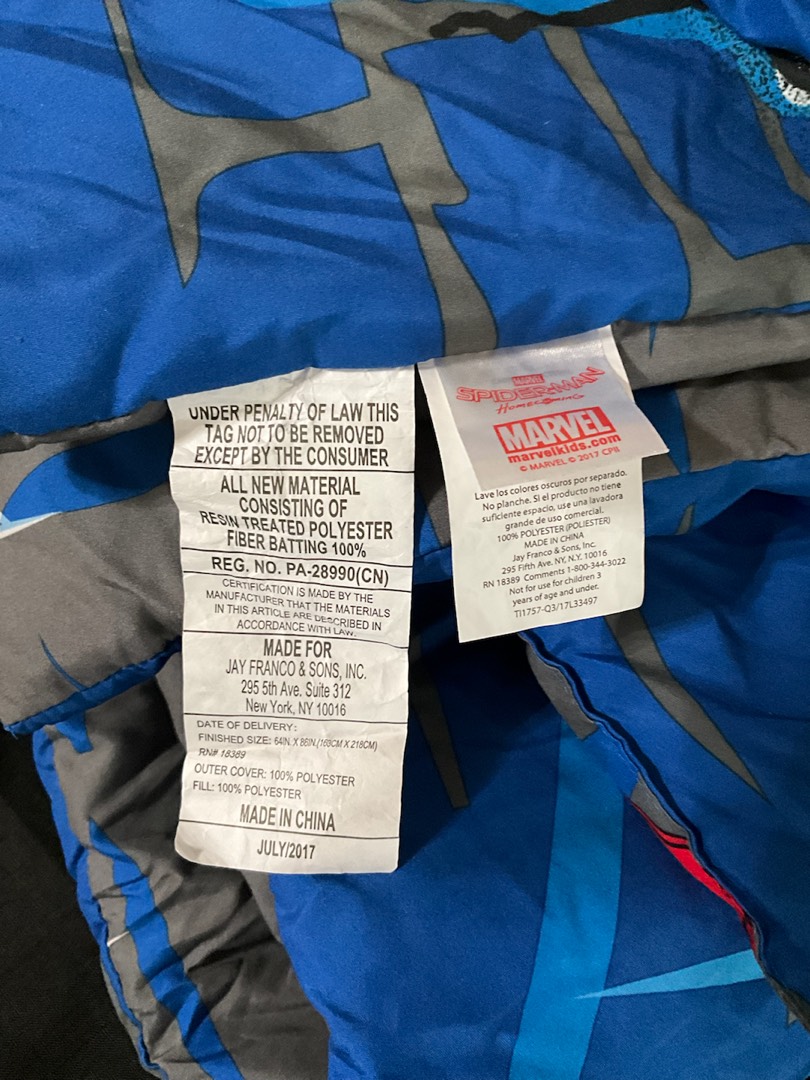 UNDER PENALTY OF LAW THIS
TAG NOT TO BE REMOVED
EXCEPT BY THE CONSUMER
ALL NEW MATERIAL
CONSISTING OF
RESIN TREATED POLYESTER
FIBER BATTING 100%
REG. NO. PA-28990(CN)
CERTIFICATION IS MADE BY THE
MANUFACTURER THAT THE MATERIALS
IN THIS ARTICLE ARE DESCRIBED IN
ACCORDANCE WITH LAW.
MADE FOR
JAY FRANCO & SONS, INC.
295 5th Ave. Suite 312
New York, NY 10016
DATE OF DELIVERY:
FINISHED SIZE: 64IN. X 86IN.(163CM X 218CM)
RN# 18389
OUTER COVER: 100% POLYESTER
FILL: 100% POLYESTER
MADE IN CHINA
JULY/2017
MARVEL
SPIDER-MAN
Homecoming
MARVEL
marvelkids.com
© MARVEL © 2017 CPII
Lave los colores oscuros por separado.
No planche. Si el producto no tiene
suficiente espacio, use una lavadora
grande de uso comercial.
100% POLYESTER (POLIESTER)
MADE IN CHINA
Jay Franco & Sons, Inc.
295 Fifth Ave. NY, N.Y. 10016
RN 18389 Comments 1-800-344-3022
Not for use for children 3
years of age and under.
TI1757-Q3/17L33497